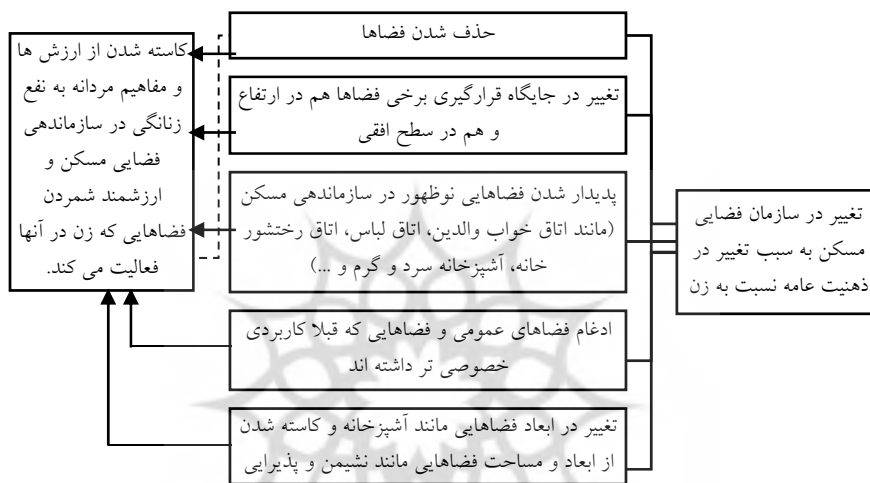 تغییر در سازمان فضایی
مسکن به سبب تغییر در
ذهنیت عامه نسبت به زن
حذف شدن فضاها
تغییر در جایگاه قرارگیری برخی فضاها هم در ارتفاع
و هم در سطح افقی
پدیدار شدن فضاهایی نوظهور در سازماندهی مسکن
(مانند اتاق خواب والدین، اتاق لباس، اتاق رختشور
خانه، آشپزخانه سرد و گرم و ...)
ادغام فضاهای عمومی و فضاهایی که قبلا کاربردی
خصوصی تر داشته اند
تغییر در ابعاد فضاهایی مانند آشپزخانه و کاسته شدن
از ابعاد و مساحت فضاهایی مانند نشیمن و پذیرایی
کاسته شدن از ارزش ها
و مفاهیم مردانه به نفع
زنانگی در سازماندهی
فضایی مسکن و
ارزشمند شمردن
فضاهایی که زن در آنها
فعالیت می کند.